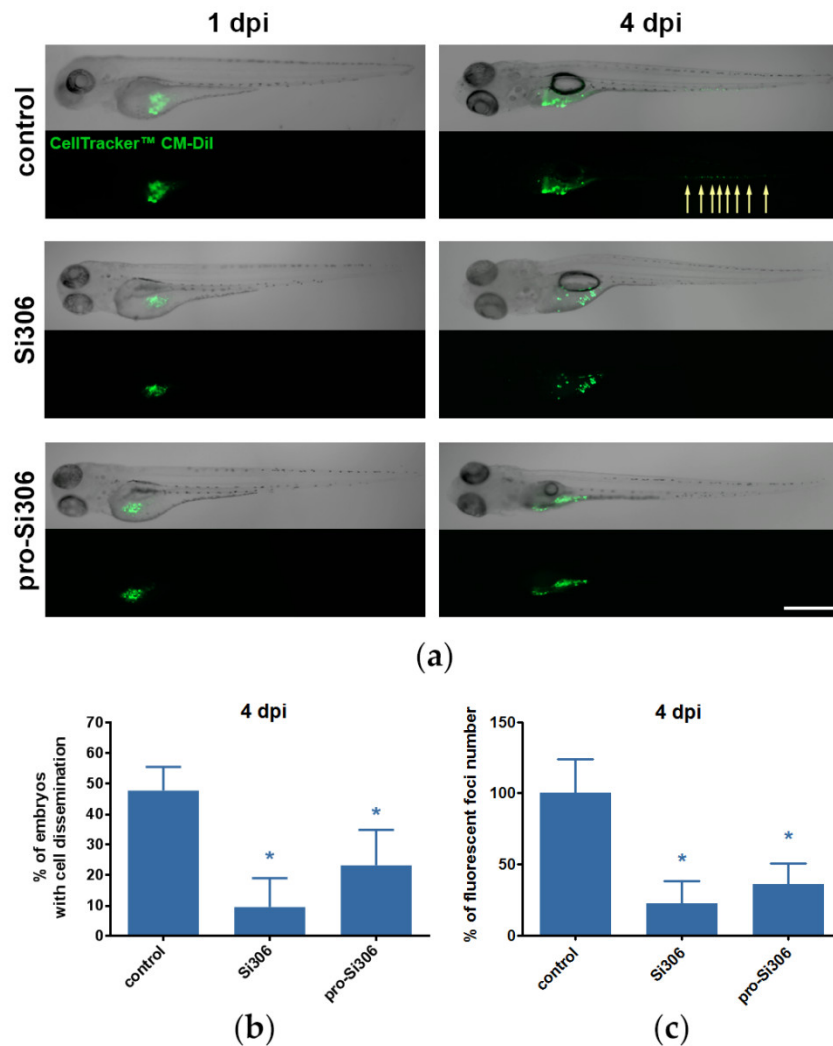 1 dpi
4 dpi
control
CellTracker™ CM-DiI
Si306
pro-Si306
(a)
4 dpi
% of embryos
with cell dissemination
70
60
50
40
30
20
10
0
*
*
control
Si306
pro-Si306
(b)
4 dpi
% of fluorescent foci number
150
100
50
0
*
*
control
Si306
pro-Si306
(c)